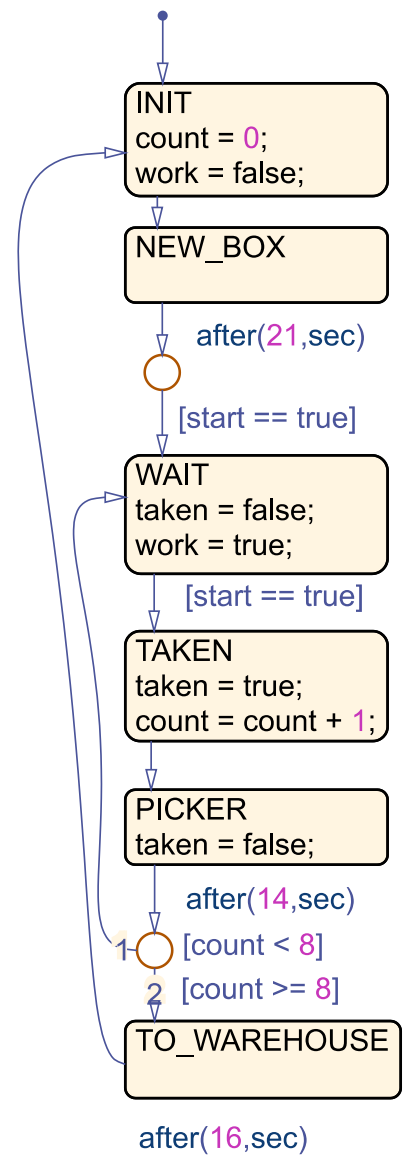 INIT
count = 0;
work = false;
NEW_BOX
after(21,sec)
[start == true]
WAIT
taken = false;
work = true;
[start == true]
TAKEN
taken = true;
count = count + 1;
PICKER
taken = false;
after(14,sec)
1 [count < 8]
2 [count >= 8]
TO_WAREHOUSE
after(16,sec)